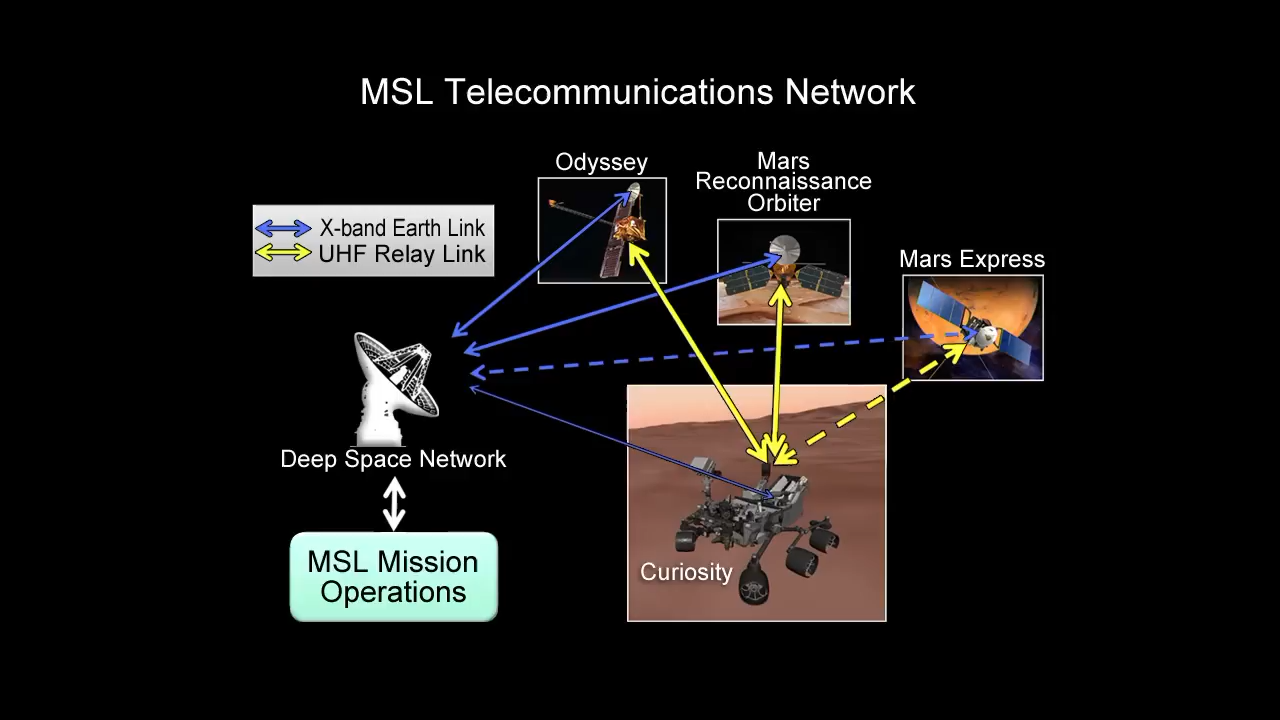 MSL Telecommunications Network
Odyssey
Mars
Reconnaissance
Orbiter
Mars Express
X-band Earth Link
UHF Relay Link
Deep Space Network
MSL Mission
Operations
Curiosity